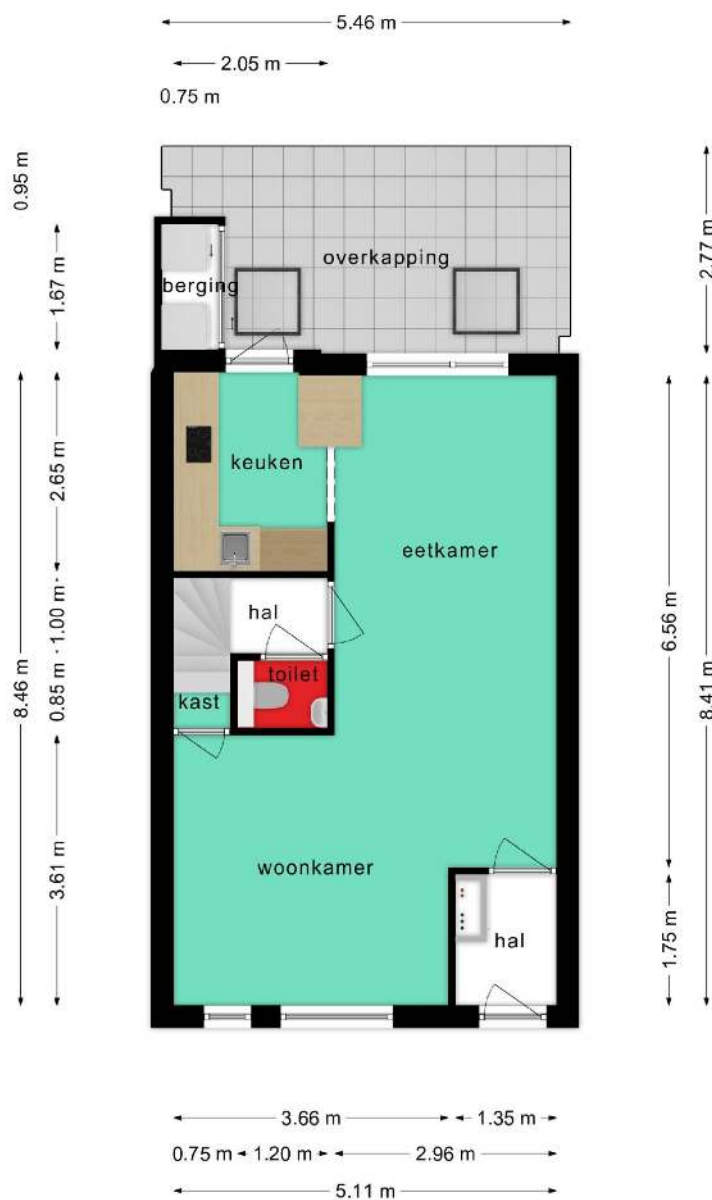 5.46 m
2.05 m
0.75 m
0.95 m
1.67 m
2.77 m
overkapping
berging
keuken
2.65 m
eetkamer
hal
1.00
6.56 m
8.46 m
8.41 m
toilet
0.85 m
kast
woonkamer
3.61 m
hal
1.75 m
3.66 m
1.35 m
0.75 m
1.20 m
2.96 m
5.11 m